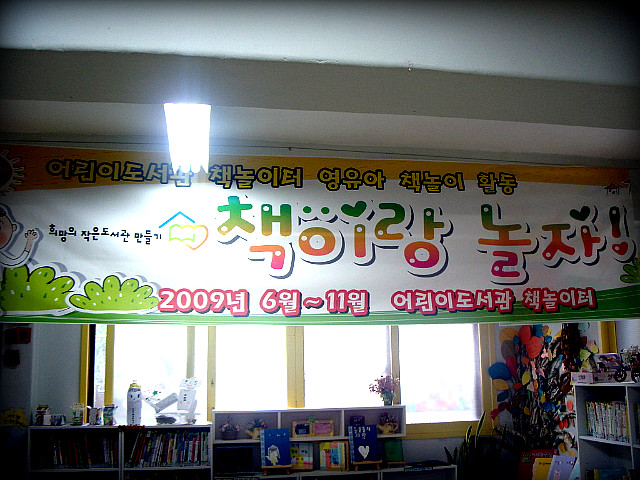 어린이도서관 책놀이터 영유아 책놀이 활동
희망의 작은도서관 만들기
책이랑 놀자!
2009년 6월~11월 어린이도서관 책놀이터